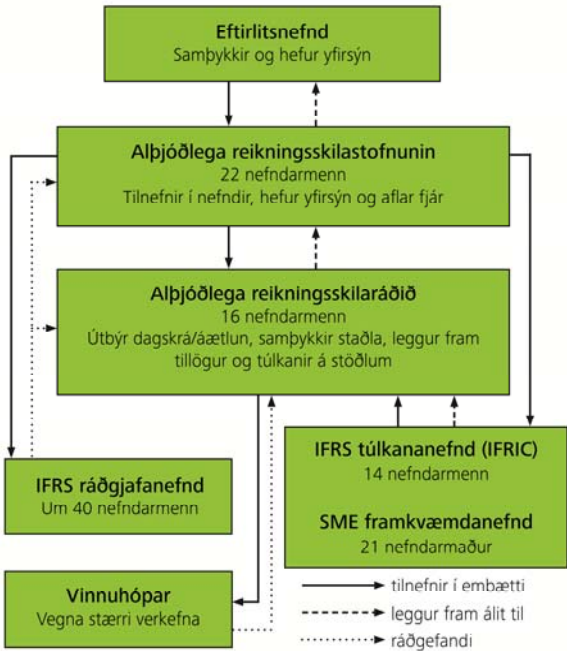 Eftirlitsnefnd
Samþykkir og hefur yfirsýn
Alþjóðlega reikningsskilastofnunin
22 nefndarmenn
Tilnefnir í nefndir, hefur yfirsýn og aflar fjár
Alþjóðlega reikningsskilaráðið
16 nefndarmenn
Útbýr dagskrá/áætlun, samþykkir staðla, leggur fram
tillögur og túlkanir á stöðlum
IFRS túlkananefnd (IFRIC)
14 nefndarmenn
SME framkvæmdanefnd
21 nefndarmaður
IFRS ráðgjafanefnd
Um 40 nefndarmenn
Vinnuhópar
Vegna stærri verkefna
tilnefnir í embætti
leggur fram álit til
ráðgefandi